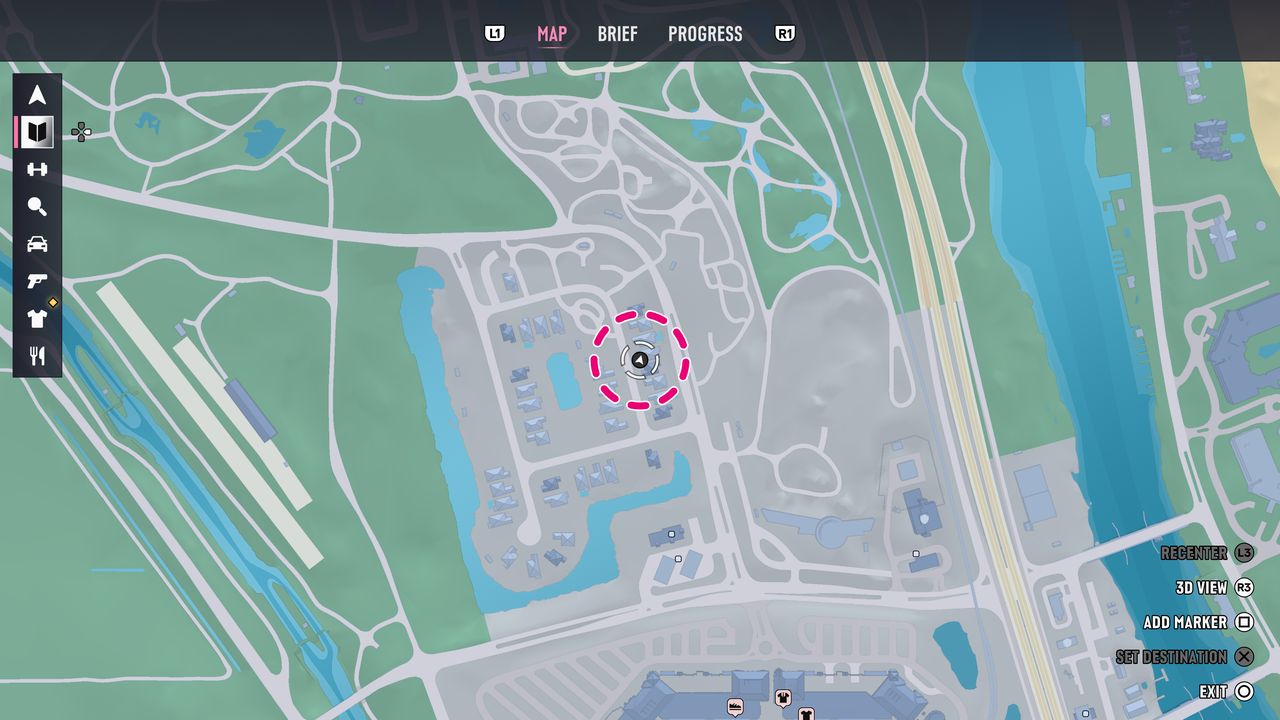 L1 MAP BRIEF PROGRESS R1
RECENTER L3
3D VIEW R3
ADD MARKER
SET DESTINATION
EXIT